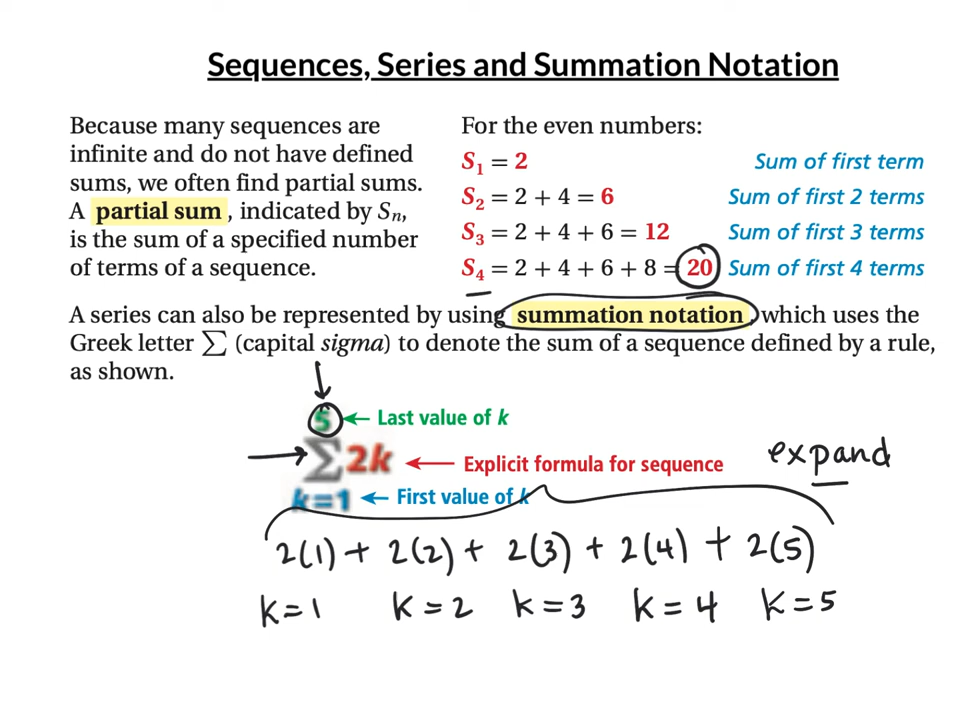 Sequences, Series and Summation Notation
Because many sequences are
infinite and do not have defined
sums, we often find partial sums.
A partial sum, indicated by Sₙ,
is the sum of a specified number
of terms of a sequence.
For the even numbers:
S₁ = 2 Sum of first term
S₂ = 2 + 4 = 6 Sum of first 2 terms
S₃ = 2 + 4 + 6 = 12 Sum of first 3 terms
S₄ = 2 + 4 + 6 + 8 = 20 Sum of first 4 terms
A series can also be represented by using summation notation, which uses the
Greek letter ∑ (capital sigma) to denote the sum of a sequence defined by a rule,
as shown.
5 ← Last value of k
∑ 2k ← Explicit formula for sequence
expand
k=1 ← First value of k
2(1) + 2(2) + 2(3) + 2(4) + 2(5)
k=1 k=2 k=3 k=4 k=5